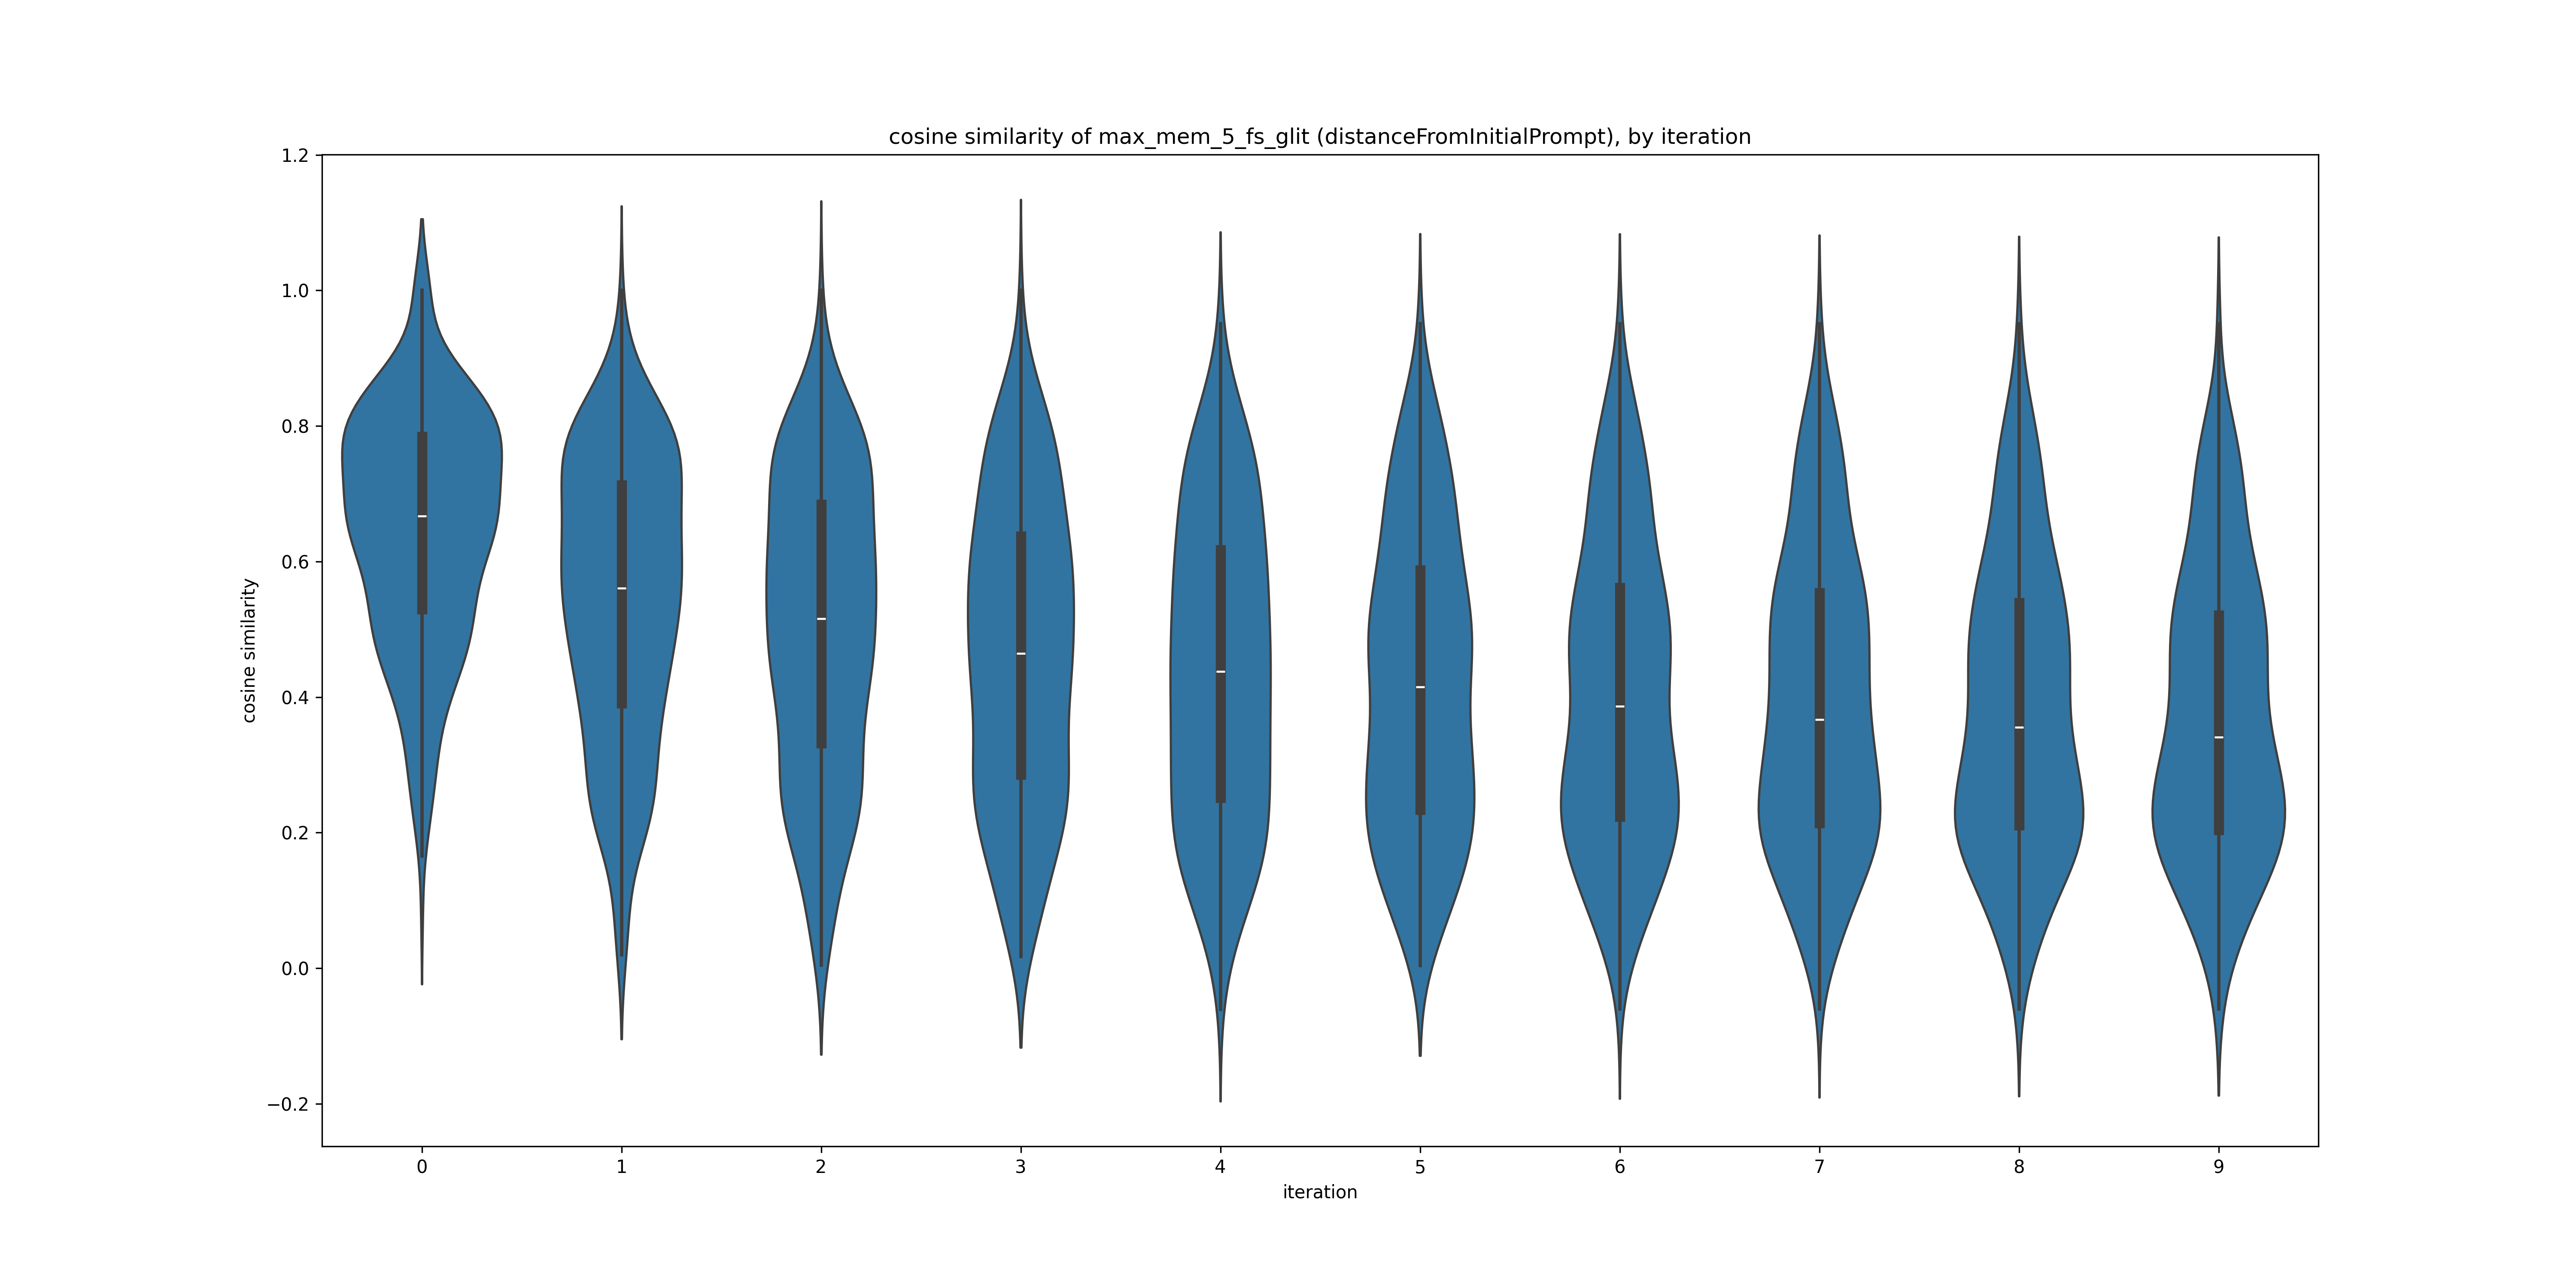 cosine similarity of max_mem_5_fs_glit (distanceFromInitialPrompt), by iteration
1.2
1.0
0.8
0.6
0.4
0.2
0.0
−0.2
cosine similarity
0 1 2 3 4 5 6 7 8 9
iteration